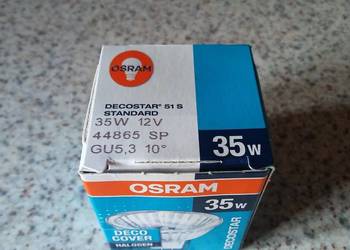 OSRAM
DECOSTAR® 51 S
STANDARD
35W 12V
44865 SP
GU5,3 10°
35W
OSRAM
35W
DECO
COVER
HALOGEN
DECOSTAR